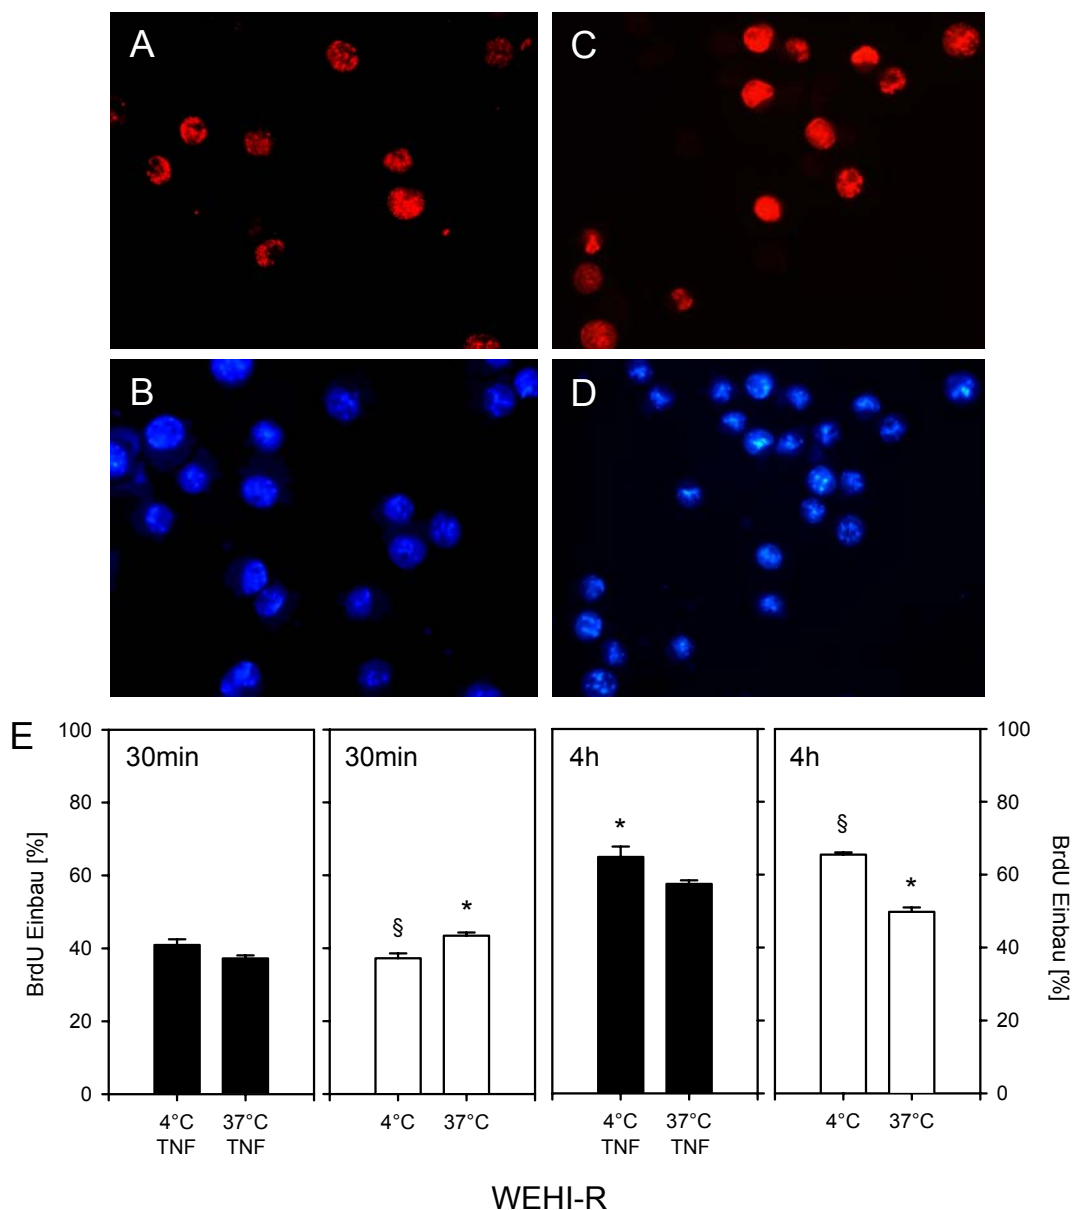 A
C
B
D
E
30min
30min
4h
4h
100
80
60
40
20
0
BrdU Einbau [%]
§
*
*
§
*
100
80
60
40
20
0
BrdU Einbau [%]
4°C
TNF
37°C
TNF
4°C
37°C
4°C
TNF
37°C
TNF
4°C
37°C
WEHI-R